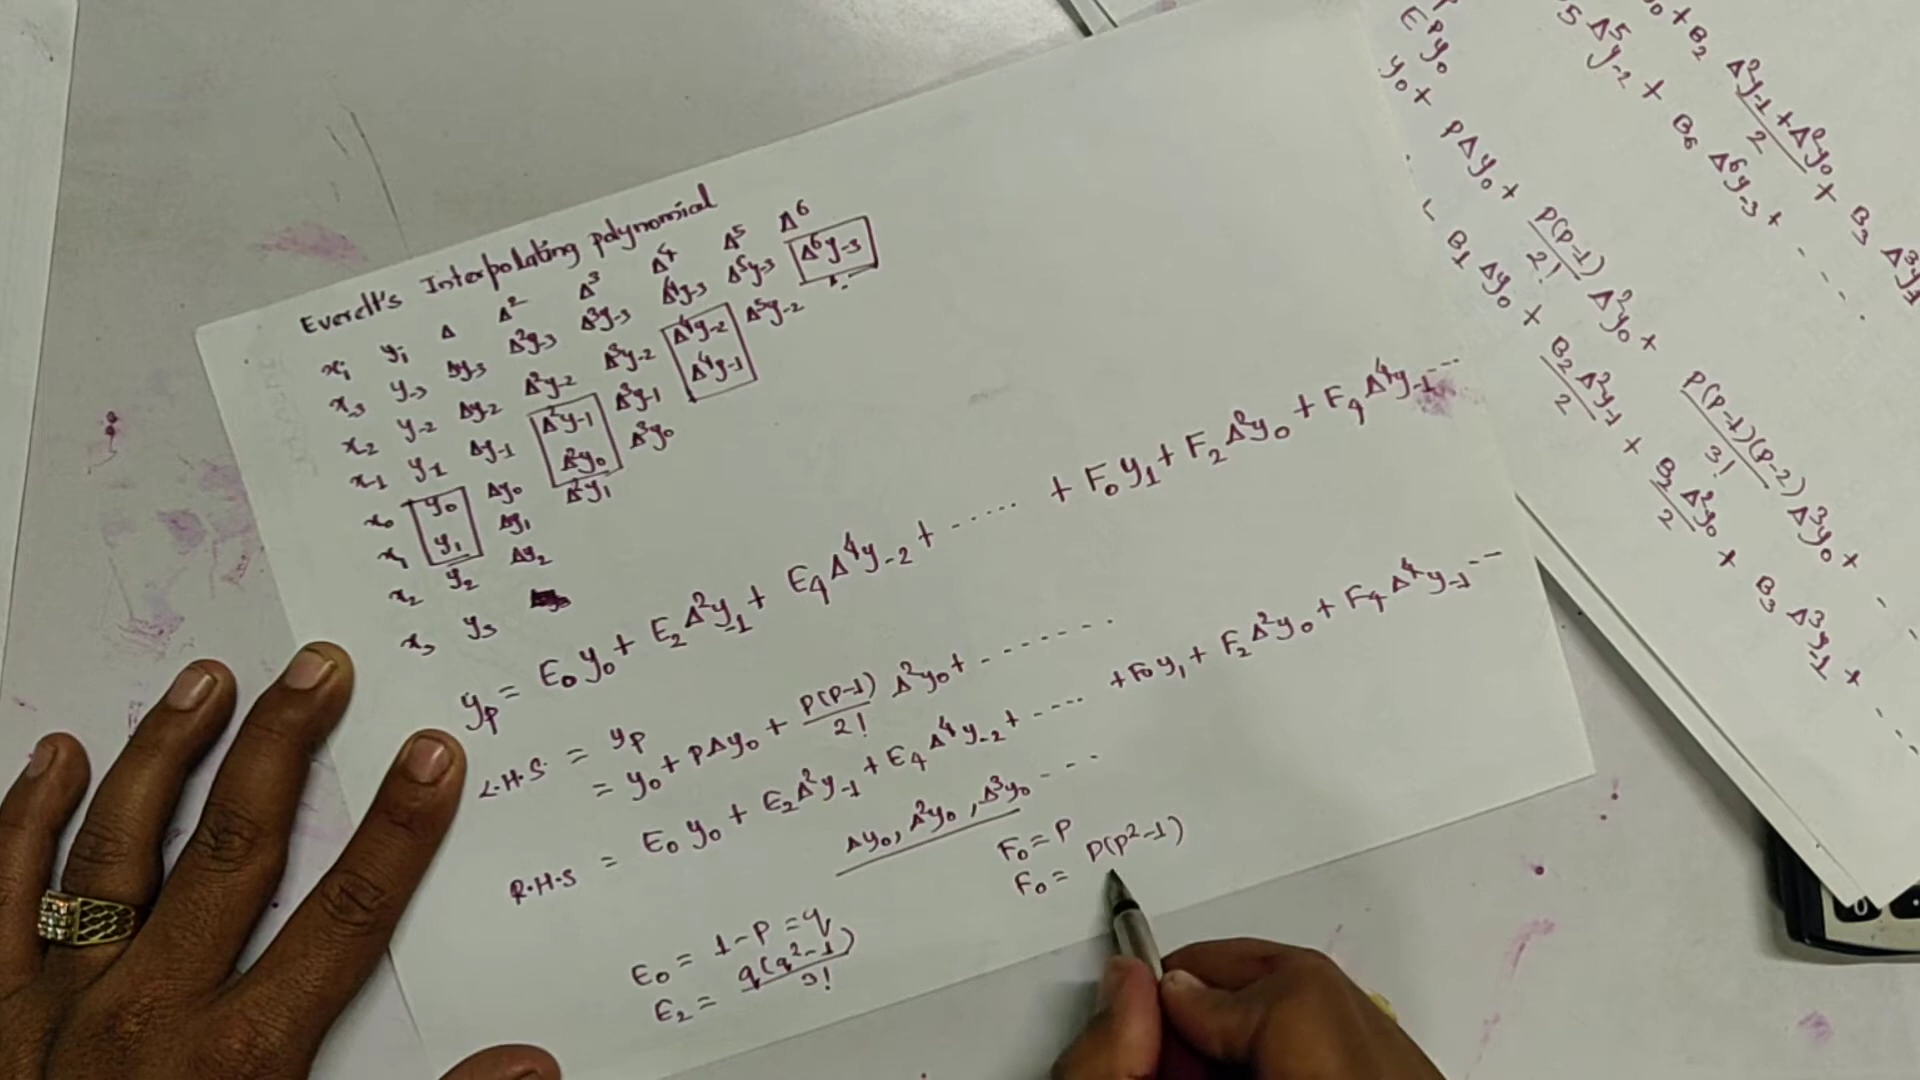 Everett's Interpolating polynomial
xi yi Δ Δ² Δ³ Δ⁴ Δ⁵ Δ⁶
x-3 y-3 Δy-3 Δ²y-3 Δ³y-3 Δ⁴y-3 Δ⁵y-3 Δ⁶y-3
x-2 y-2 Δy-2 Δ²y-2 Δ³y-2 Δ⁴y-2 Δ⁵y-2
x-1 y-1 Δy-1 Δ²y-1 Δ³y-1 Δ⁴y-1
x0 y0 Δy0 Δ²y0 Δ³y0
x1 y1 Δy1 Δ²y1
x2 y2 Δy2
x3 y3
yp = E0 y0 + E2 Δ²y-1 + E4 Δ⁴y-2 + ...... + F0 y1 + F2 Δ²y0 + F4 Δ⁴y-1 ---
L.H.S. = yp
= y0 + PΔy0 + P(P-1)/2! Δ²y0 + -------
R.H.S = E0 y0 + E2 Δ²y-1 + E4 Δ⁴y-2 + ---- + F0 y1 + F2 Δ²y0 + F4 Δ⁴y-1 ---
Δy0, Δ²y0, Δ³y0 ---
E0 = 1-P = q
E2 = q(q²-1)/3!
F0 = P
F0 = P(P²-1)
y0 + B2 Δ²y-1 + Δ²y0 / 2 + B3 Δ³y-1
5 Δ⁵y-2 + B6 Δ⁶y-3 + ----
E^P y0
y0 + PΔy0 + P(P-1)/2! Δ²y0 + P(P-1)(P-2)/3! Δ³y0 + --
B1 Δy0 + B2 Δ²y-1 / 2 + B2 Δ²y0 / 2 + B3 Δ³y-1 + ---
0